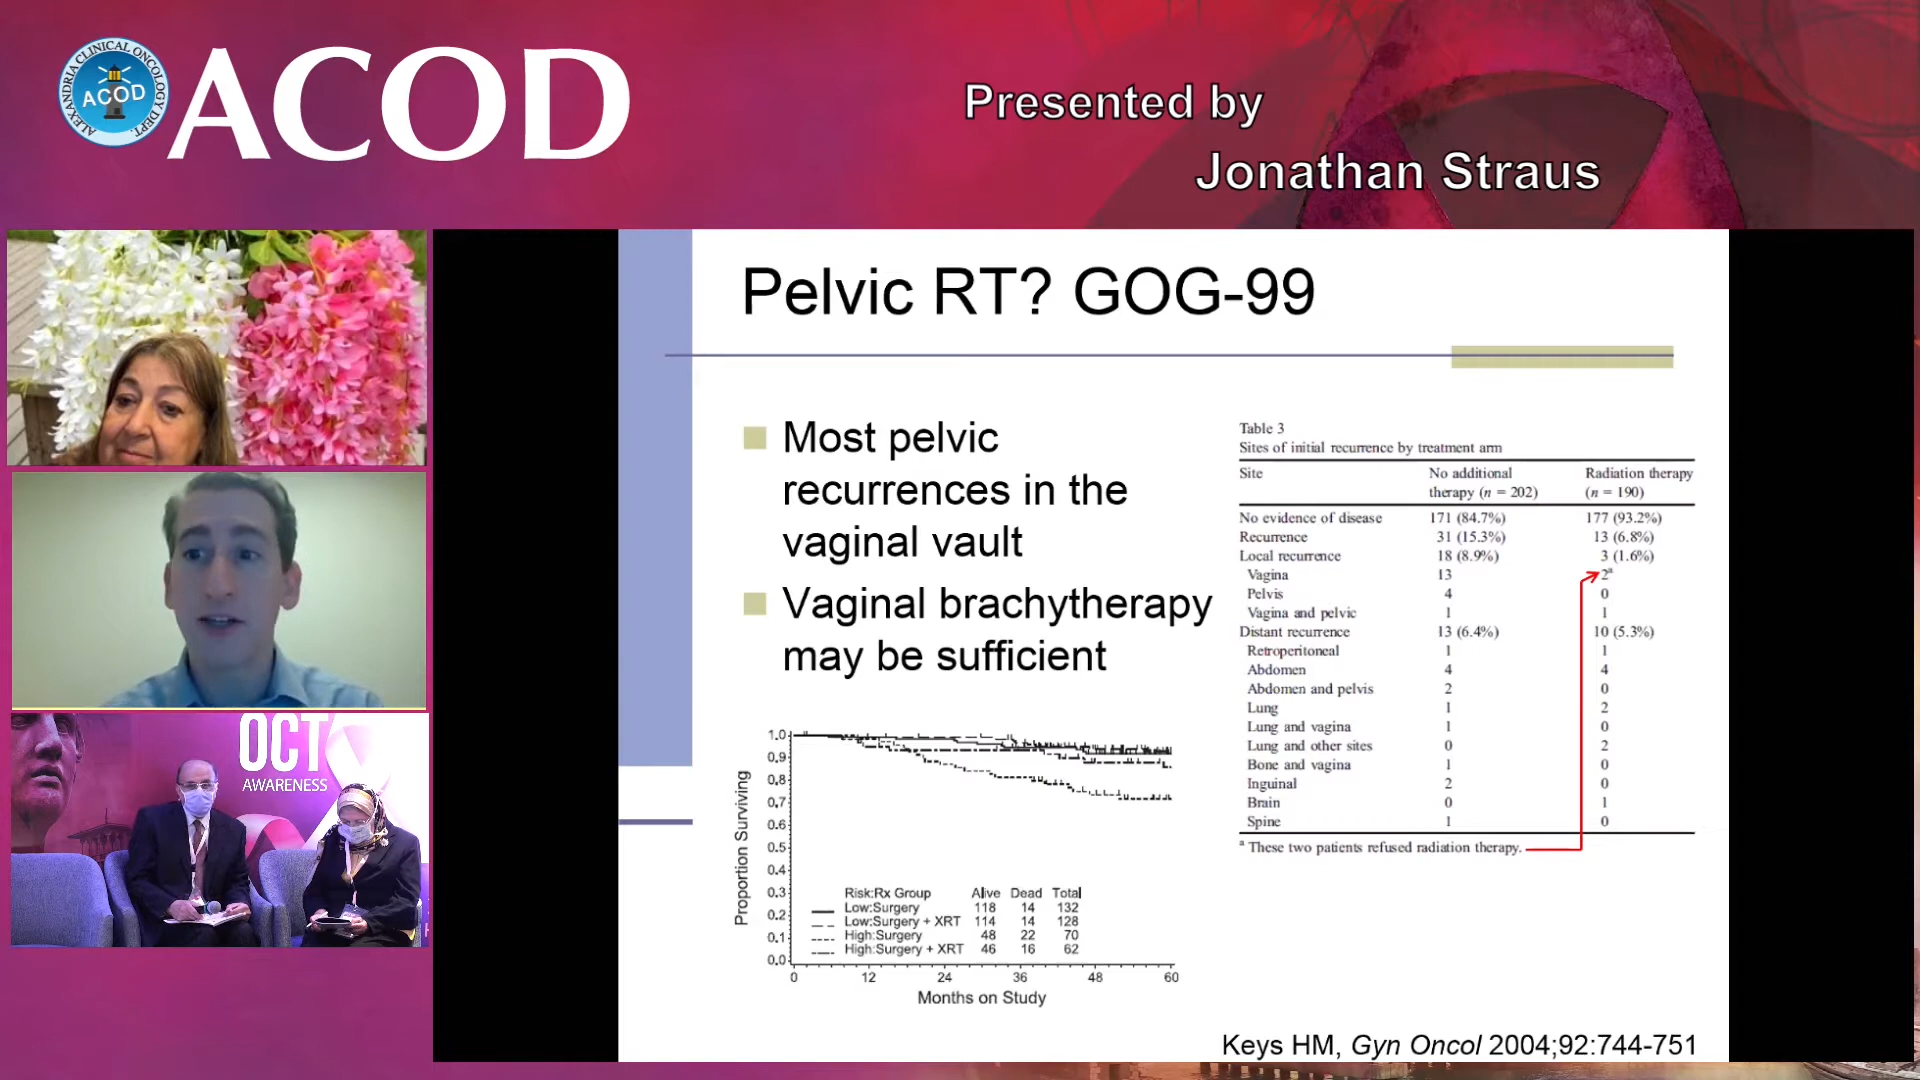 ALEXANDRIA CLINICAL ONCOLOGY DEPT.
ACOD
ACOD
Presented by
Jonathan Straus
OCT
AWARENESS
Pelvic RT? GOG-99
Most pelvic
recurrences in the
vaginal vault
Vaginal brachytherapy
may be sufficient
Table 3
Sites of initial recurrence by treatment arm
Site No additional therapy (n = 202) Radiation therapy (n = 190)
No evidence of disease 171 (84.7%) 177 (93.2%)
Recurrence 31 (15.3%) 13 (6.8%)
Local recurrence 18 (8.9%) 3 (1.6%)
Vagina 13 2a
Pelvis 4 0
Vagina and pelvic 1 1
Distant recurrence 13 (6.4%) 10 (5.3%)
Retroperitoneal 1 1
Abdomen 4 4
Abdomen and pelvis 2 0
Lung 1 2
Lung and vagina 1 0
Lung and other sites 0 2
Bone and vagina 1 0
Inguinal 2 0
Brain 0 1
Spine 1 0
a These two patients refused radiation therapy.
Proportion Surviving
1.0
0.9
0.8
0.7
0.6
0.5
0.4
0.3
0.2
0.1
0.0
Risk:Rx Group Alive Dead Total
Low:Surgery 118 14 132
Low:Surgery + XRT 114 14 128
High:Surgery 48 22 70
High:Surgery + XRT 46 16 62
0 12 24 36 48 60
Months on Study
Keys HM, Gyn Oncol 2004;92:744-751